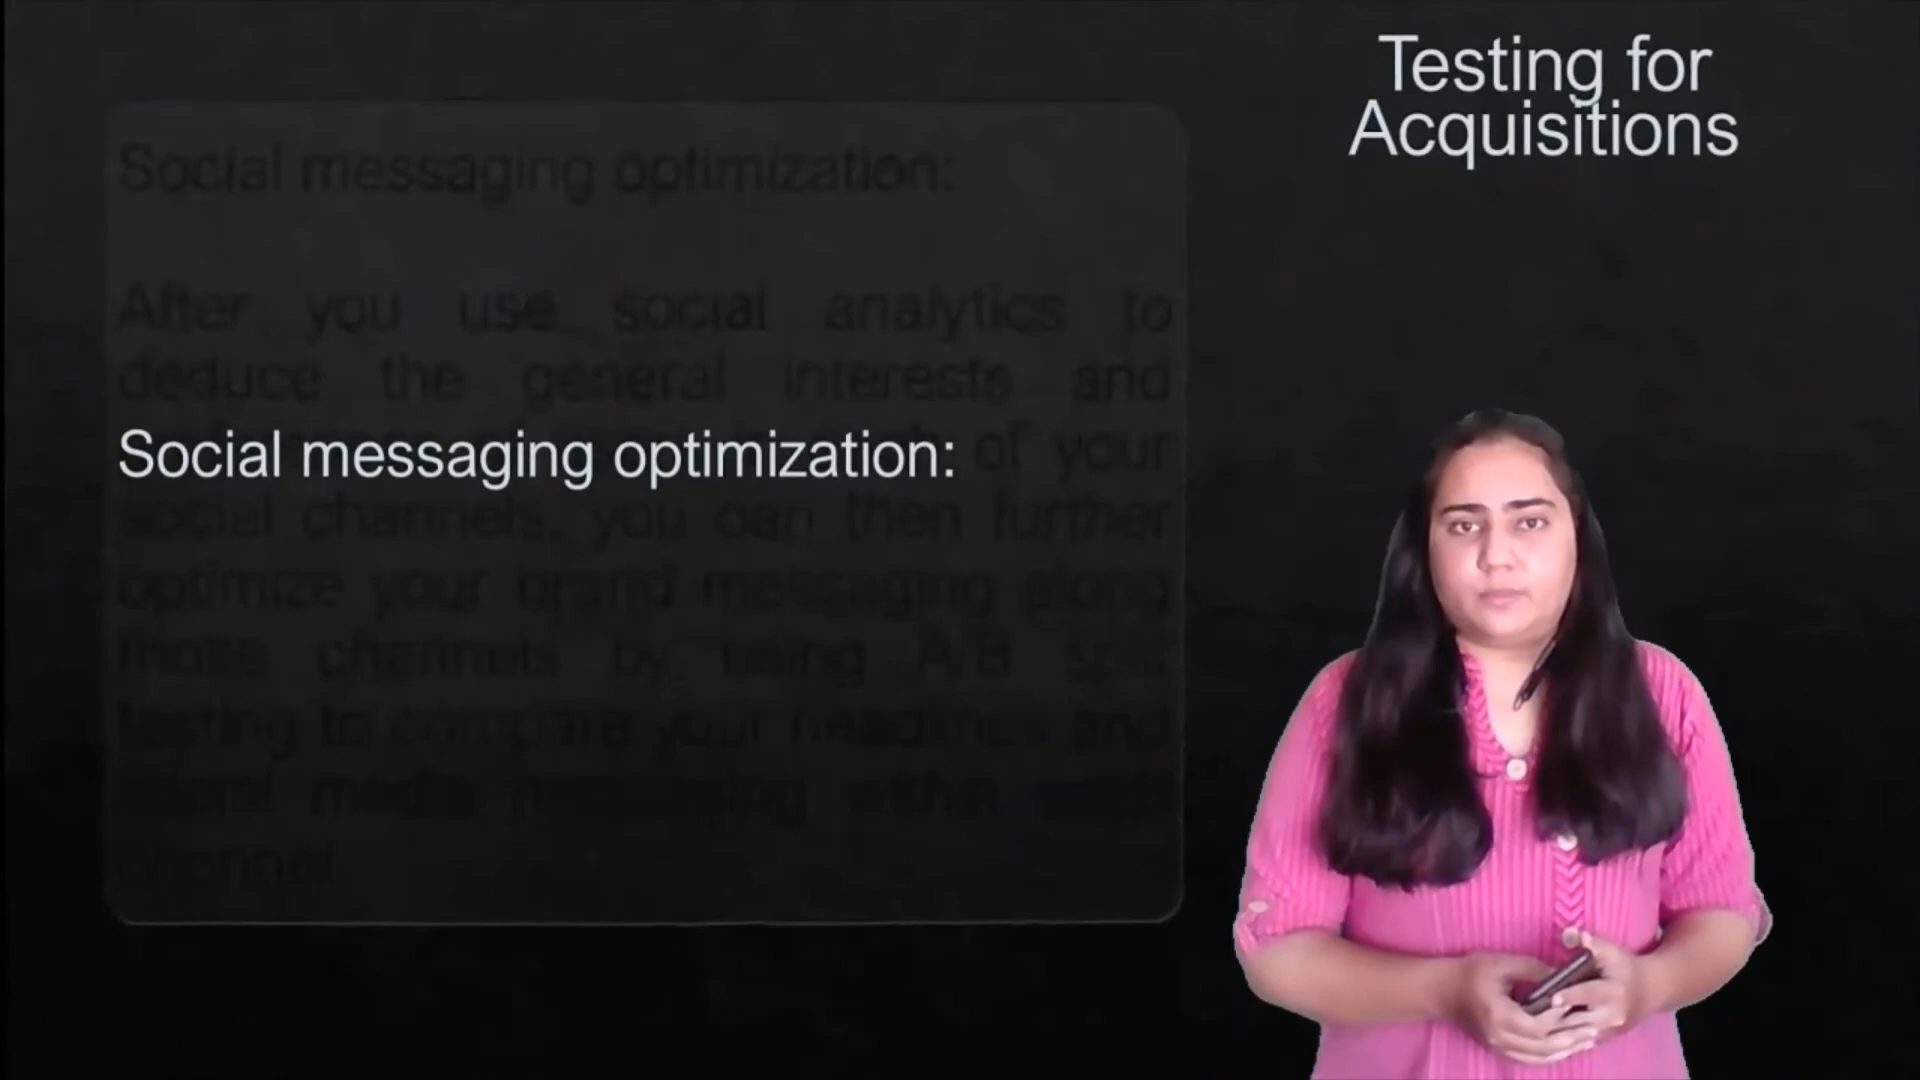 Testing for
Acquisitions
Social messaging optimization:
After you use social analytics to
deduce the general interests and
Social messaging optimization: of your
social channels, you can then further
optimize your brand messaging along
those channels by using A/B split
testing to compare your headlines and
social media messaging within each
channel.